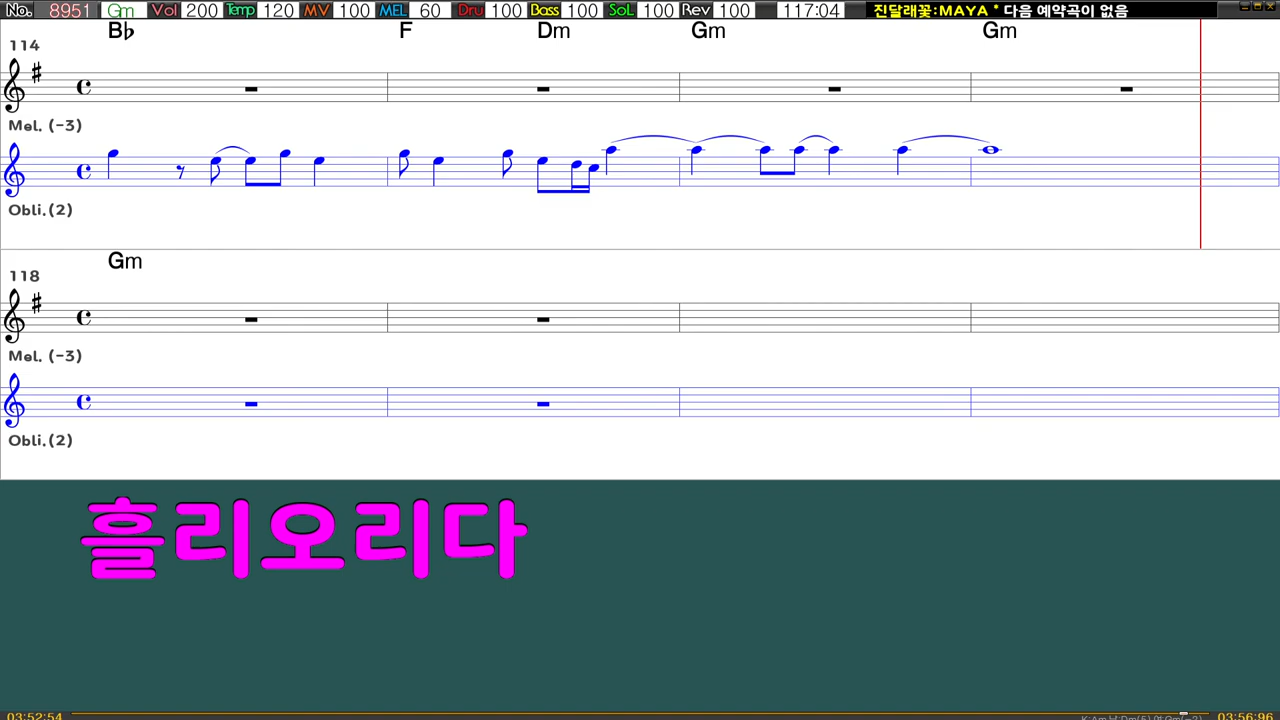 No. 8951 Gm Vol 200 Temp 120 MV 100 MEL 60 Dru 100 Bass 100 SoL 100 Rev 100 117:04 진달래꽃:MAYA * 다음 예약곡이 없음
B♭ F Dm Gm Gm
114
Mel. (-3)
Obli.(2)
Gm
118
Mel. (-3)
Obli.(2)
흘리오리다
03:52:54 03:56:96